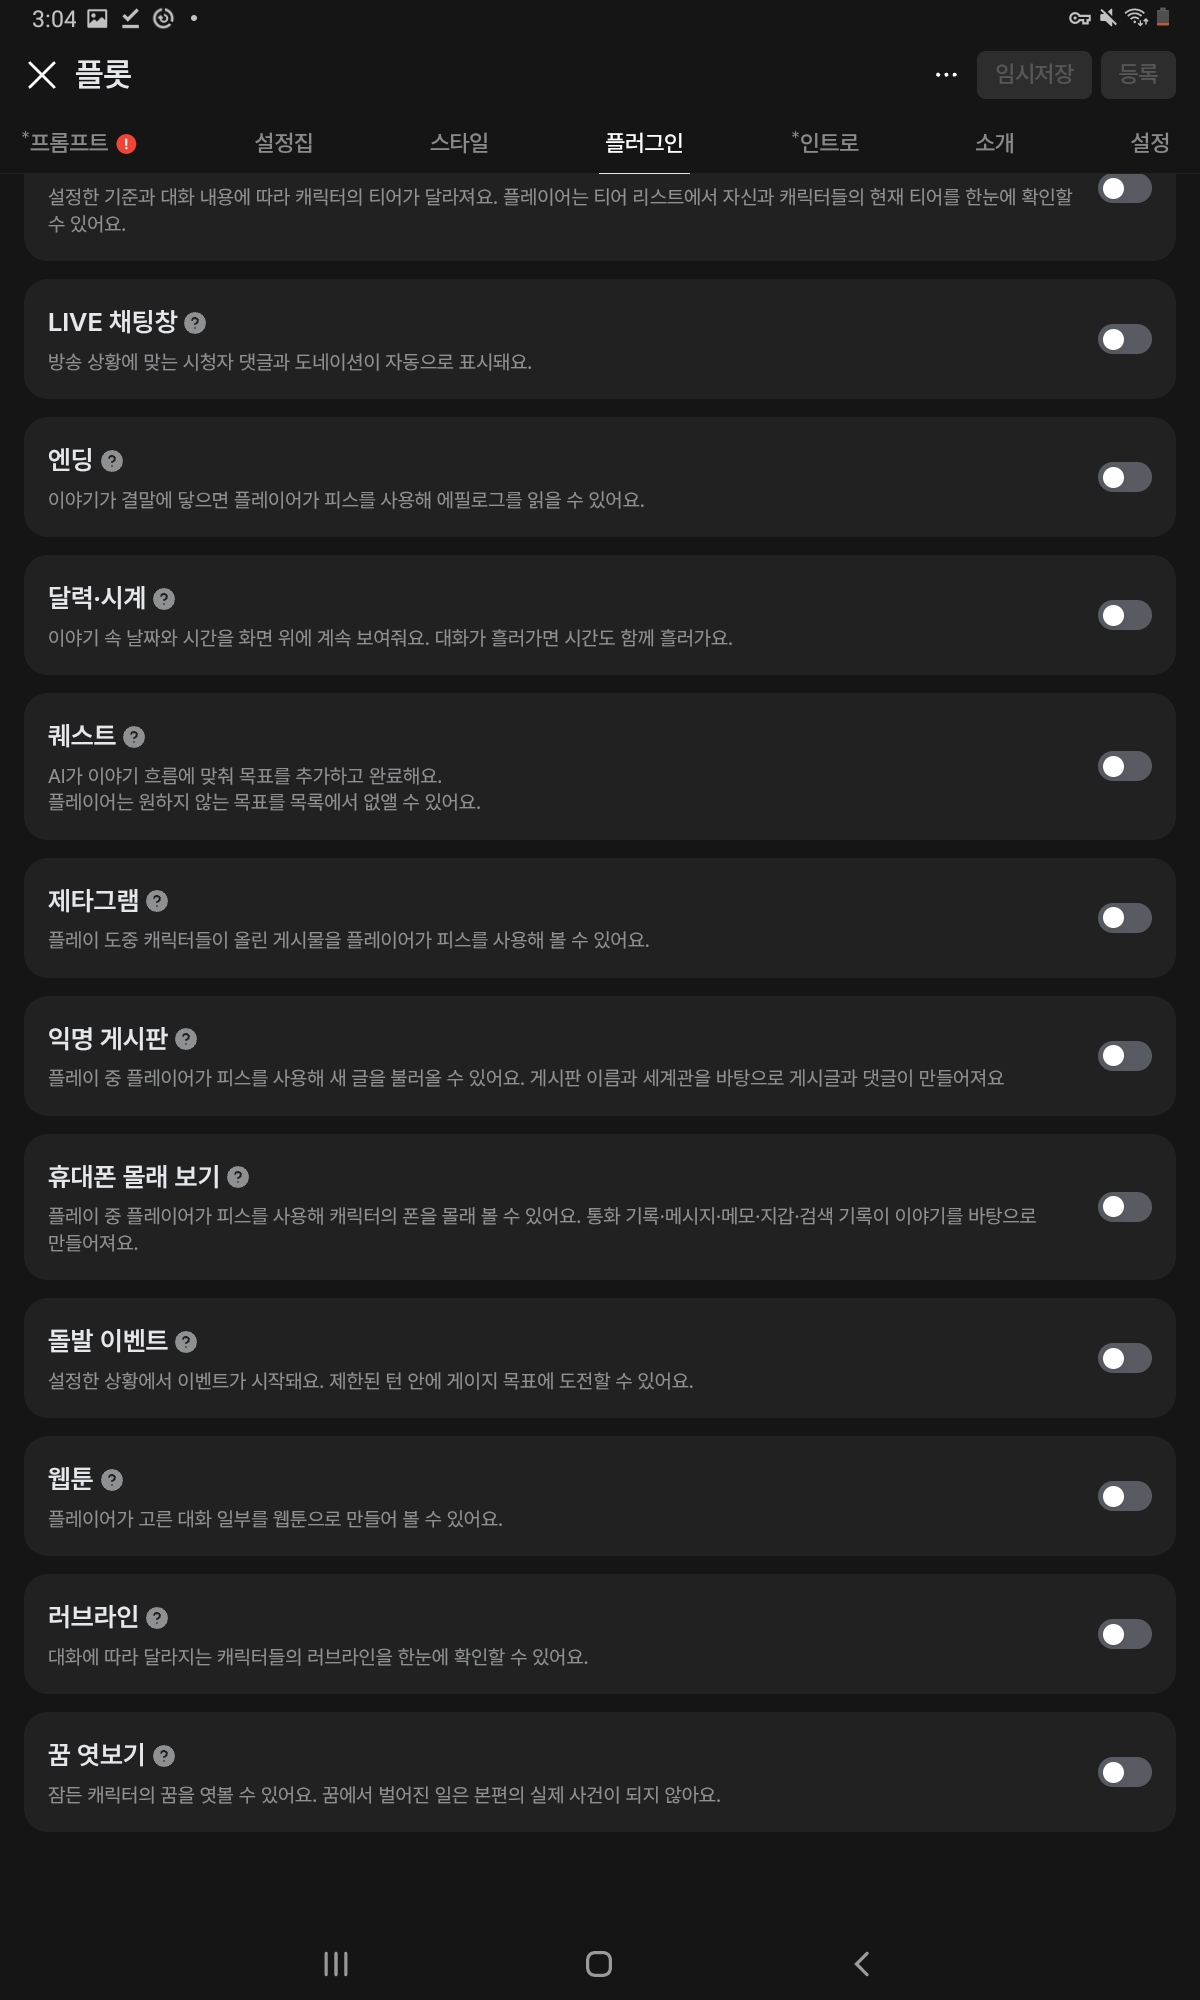 3:04
플롯
임시저장
등록
*프롬프트
설정집
스타일
플러그인
*인트로
소개
설정
설정한 기준과 대화 내용에 따라 캐릭터의 티어가 달라져요. 플레이어는 티어 리스트에서 자신과 캐릭터들의 현재 티어를 한눈에 확인할
수 있어요.
LIVE 채팅창
방송 상황에 맞는 시청자 댓글과 도네이션이 자동으로 표시돼요.
엔딩
이야기가 결말에 닿으면 플레이어가 피스를 사용해 에필로그를 읽을 수 있어요.
달력·시계
이야기 속 날짜와 시간을 화면 위에 계속 보여줘요. 대화가 흘러가면 시간도 함께 흘러가요.
퀘스트
AI가 이야기 흐름에 맞춰 목표를 추가하고 완료해요.
플레이어는 원하지 않는 목표를 목록에서 없앨 수 있어요.
제타그램
플레이 도중 캐릭터들이 올린 게시물을 플레이어가 피스를 사용해 볼 수 있어요.
익명 게시판
플레이 중 플레이어가 피스를 사용해 새 글을 불러올 수 있어요. 게시판 이름과 세계관을 바탕으로 게시글과 댓글이 만들어져요
휴대폰 몰래 보기
플레이 중 플레이어가 피스를 사용해 캐릭터의 폰을 몰래 볼 수 있어요. 통화 기록·메시지·메모·지갑·검색 기록이 이야기를 바탕으로
만들어져요.
돌발 이벤트
설정한 상황에서 이벤트가 시작돼요. 제한된 턴 안에 게이지 목표에 도전할 수 있어요.
웹툰
플레이어가 고른 대화 일부를 웹툰으로 만들어 볼 수 있어요.
러브라인
대화에 따라 달라지는 캐릭터들의 러브라인을 한눈에 확인할 수 있어요.
꿈 엿보기
잠든 캐릭터의 꿈을 엿볼 수 있어요. 꿈에서 벌어진 일은 본편의 실제 사건이 되지 않아요.